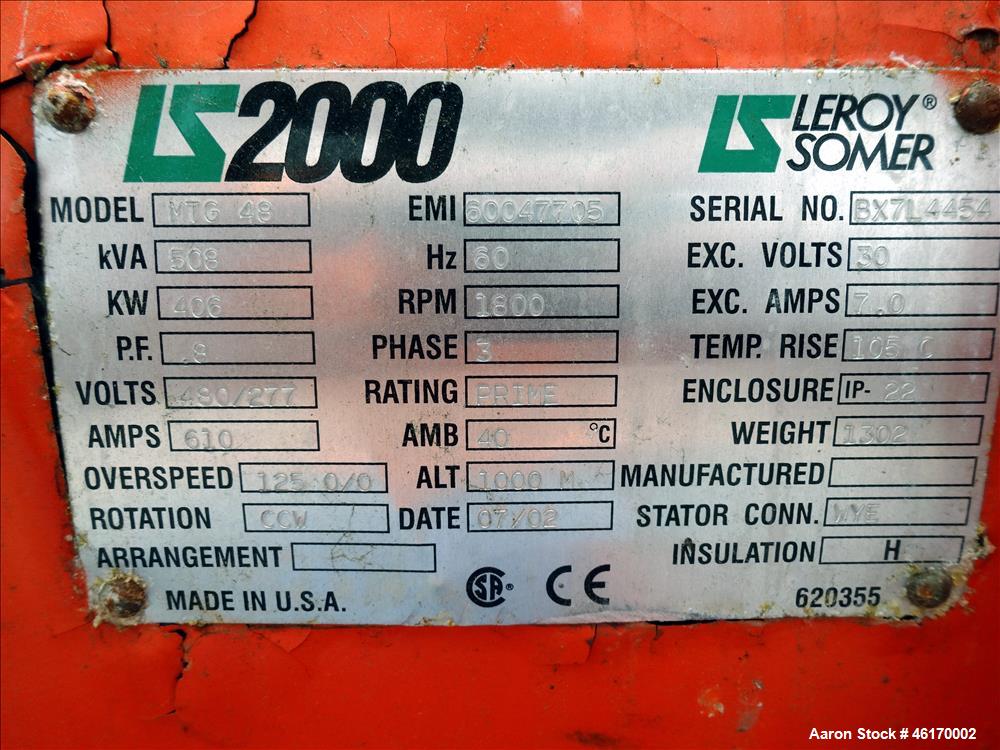 LS2000 LS LEROY® SOMER
MODEL MTG 48 EMI 60047705 SERIAL NO. BX7L4454
kVA 508 Hz 60 EXC. VOLTS 30
KW 406 RPM 1800 EXC. AMPS 7.0
P.F. .8 PHASE 3 TEMP. RISE 105 C
VOLTS 480/277 RATING PRIME ENCLOSURE IP- 22
AMPS 610 AMB 40 °C WEIGHT 1302
OVERSPEED 125 0/0 ALT 1000 M MANUFACTURED
ROTATION CCW DATE 07/02 STATOR CONN. WYE
ARRANGEMENT INSULATION H
MADE IN U.S.A. CSA® CE 620355
Aaron Stock # 46170002